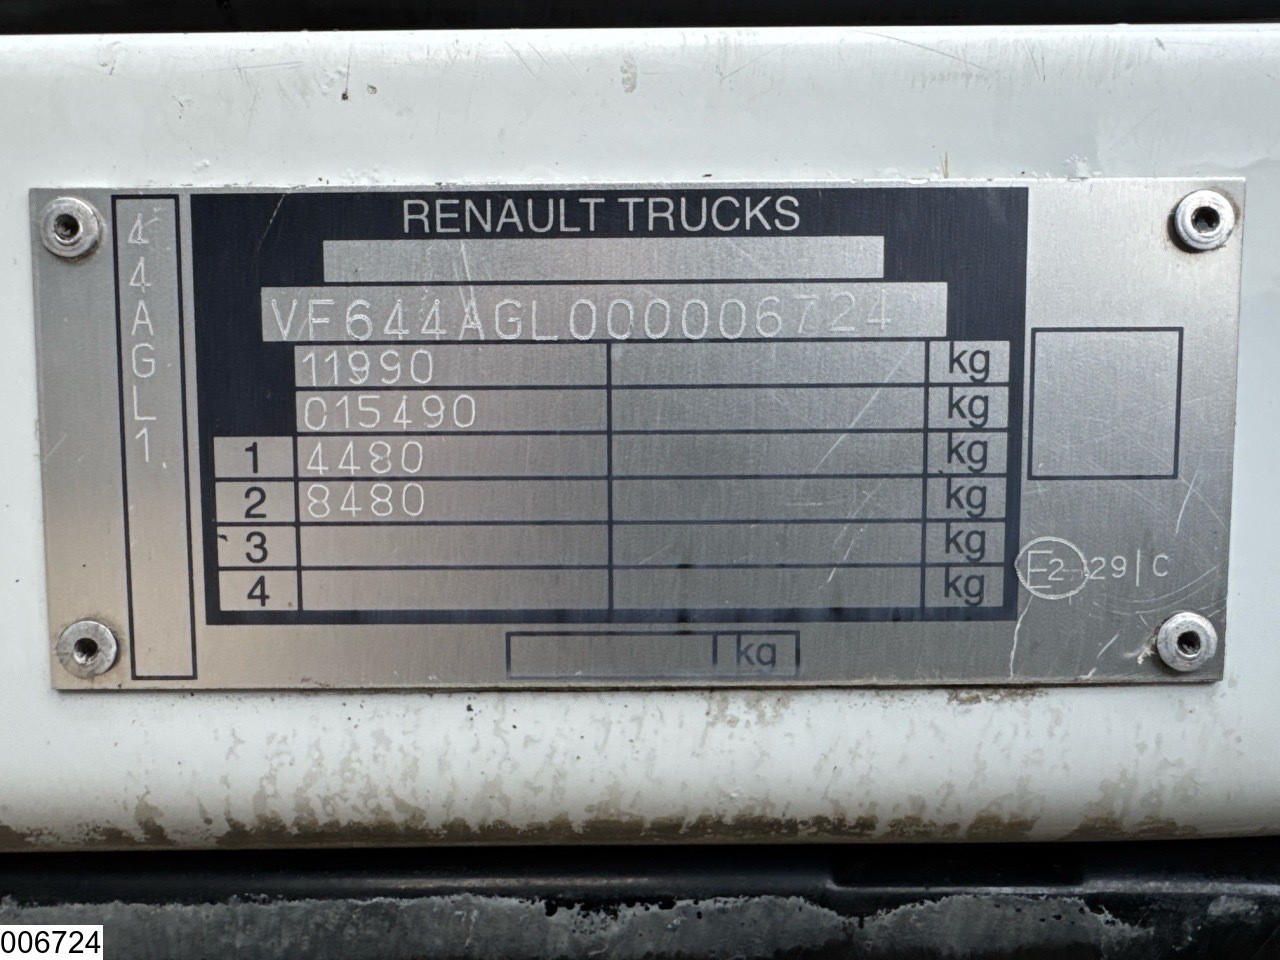 RENAULT TRUCKS
44AGL1
VF644AGL000006724
11990 kg
015490 kg
1 4480 kg
2 8480 kg
3 kg
4 kg
E2 29|C
kg
006724